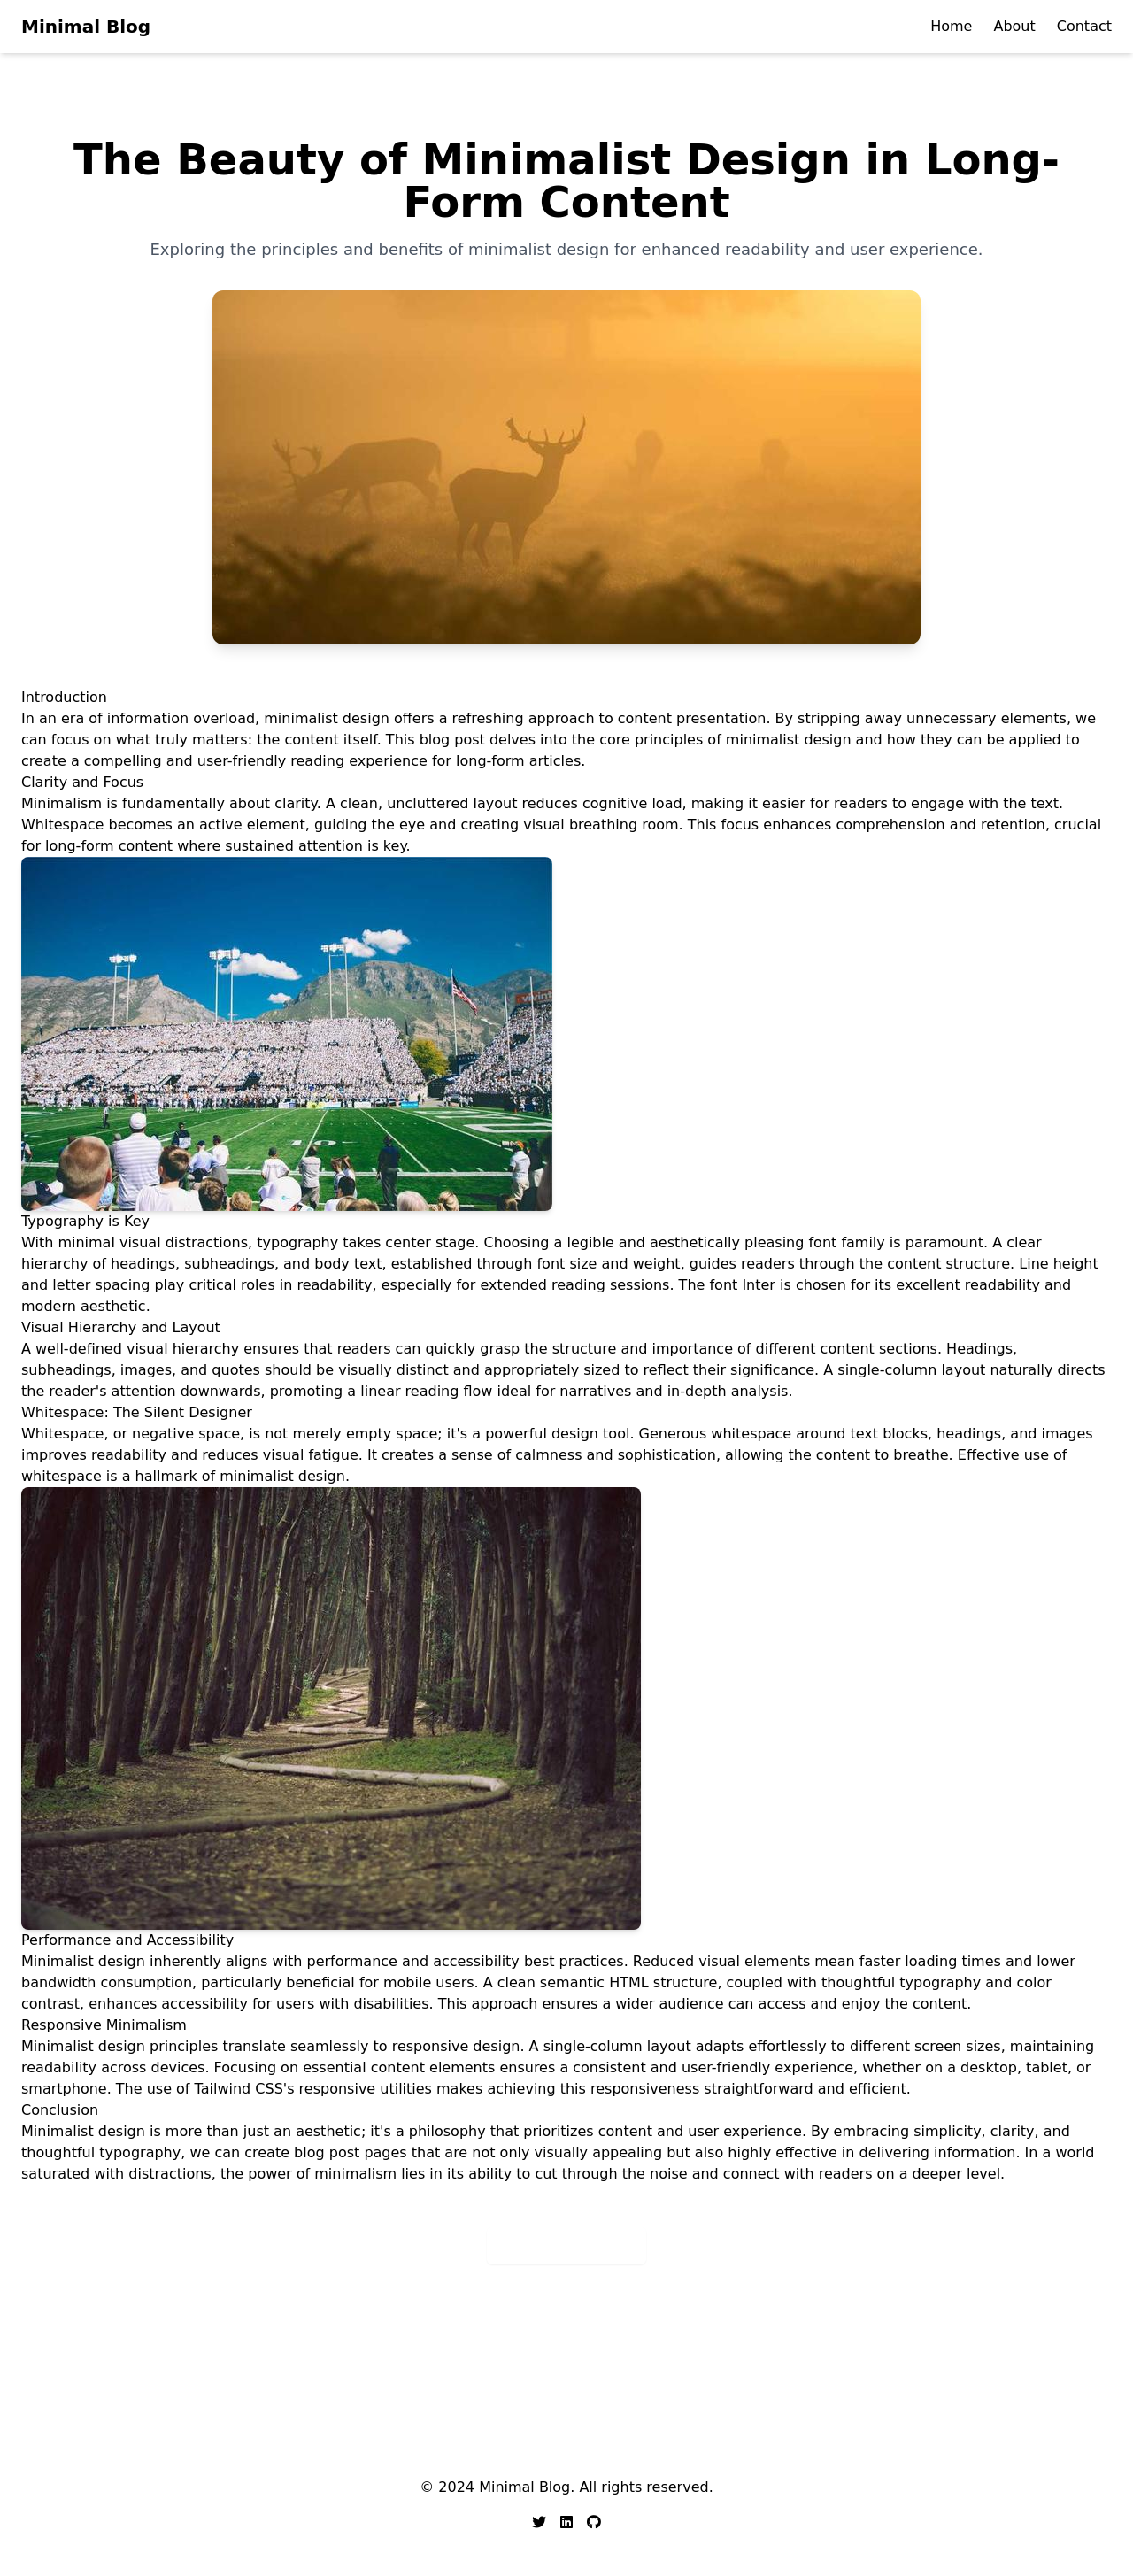 Minimal Blog
Home About Contact
The Beauty of Minimalist Design in Long-
Form Content
Exploring the principles and benefits of minimalist design for enhanced readability and user experience.
Introduction
In an era of information overload, minimalist design offers a refreshing approach to content presentation. By stripping away unnecessary elements, we
can focus on what truly matters: the content itself. This blog post delves into the core principles of minimalist design and how they can be applied to
create a compelling and user-friendly reading experience for long-form articles.
Clarity and Focus
Minimalism is fundamentally about clarity. A clean, uncluttered layout reduces cognitive load, making it easier for readers to engage with the text.
Whitespace becomes an active element, guiding the eye and creating visual breathing room. This focus enhances comprehension and retention, crucial
for long-form content where sustained attention is key.
vivint
10
Typography is Key
With minimal visual distractions, typography takes center stage. Choosing a legible and aesthetically pleasing font family is paramount. A clear
hierarchy of headings, subheadings, and body text, established through font size and weight, guides readers through the content structure. Line height
and letter spacing play critical roles in readability, especially for extended reading sessions. The font Inter is chosen for its excellent readability and
modern aesthetic.
Visual Hierarchy and Layout
A well-defined visual hierarchy ensures that readers can quickly grasp the structure and importance of different content sections. Headings,
subheadings, images, and quotes should be visually distinct and appropriately sized to reflect their significance. A single-column layout naturally directs
the reader's attention downwards, promoting a linear reading flow ideal for narratives and in-depth analysis.
Whitespace: The Silent Designer
Whitespace, or negative space, is not merely empty space; it's a powerful design tool. Generous whitespace around text blocks, headings, and images
improves readability and reduces visual fatigue. It creates a sense of calmness and sophistication, allowing the content to breathe. Effective use of
whitespace is a hallmark of minimalist design.
Performance and Accessibility
Minimalist design inherently aligns with performance and accessibility best practices. Reduced visual elements mean faster loading times and lower
bandwidth consumption, particularly beneficial for mobile users. A clean semantic HTML structure, coupled with thoughtful typography and color
contrast, enhances accessibility for users with disabilities. This approach ensures a wider audience can access and enjoy the content.
Responsive Minimalism
Minimalist design principles translate seamlessly to responsive design. A single-column layout adapts effortlessly to different screen sizes, maintaining
readability across devices. Focusing on essential content elements ensures a consistent and user-friendly experience, whether on a desktop, tablet, or
smartphone. The use of Tailwind CSS's responsive utilities makes achieving this responsiveness straightforward and efficient.
Conclusion
Minimalist design is more than just an aesthetic; it's a philosophy that prioritizes content and user experience. By embracing simplicity, clarity, and
thoughtful typography, we can create blog post pages that are not only visually appealing but also highly effective in delivering information. In a world
saturated with distractions, the power of minimalism lies in its ability to cut through the noise and connect with readers on a deeper level.
© 2024 Minimal Blog. All rights reserved.